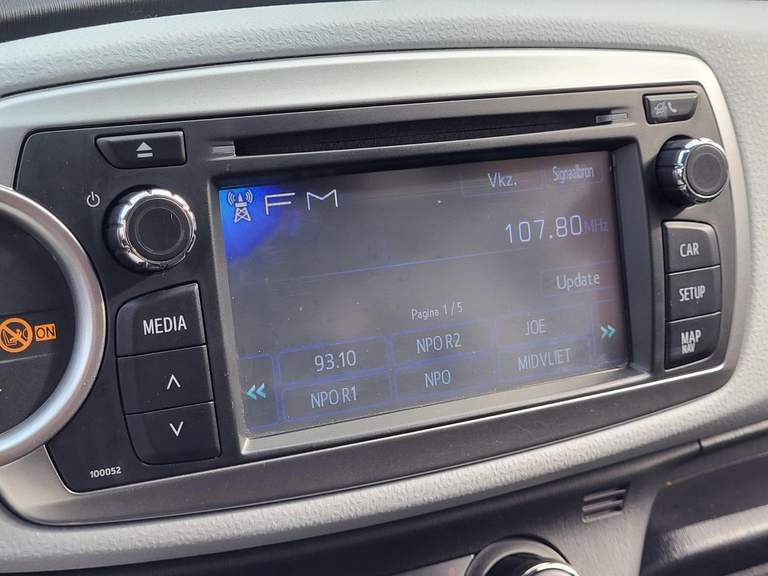 FM
Vkz.
Signaalbron
107.80 MHz
Update
Pagina 1 / 5
93.10
NPO R2
JOE
NPO R1
NPO
MIDVLIET
MEDIA
100052
ON
CAR
SETUP
MAP
NAV